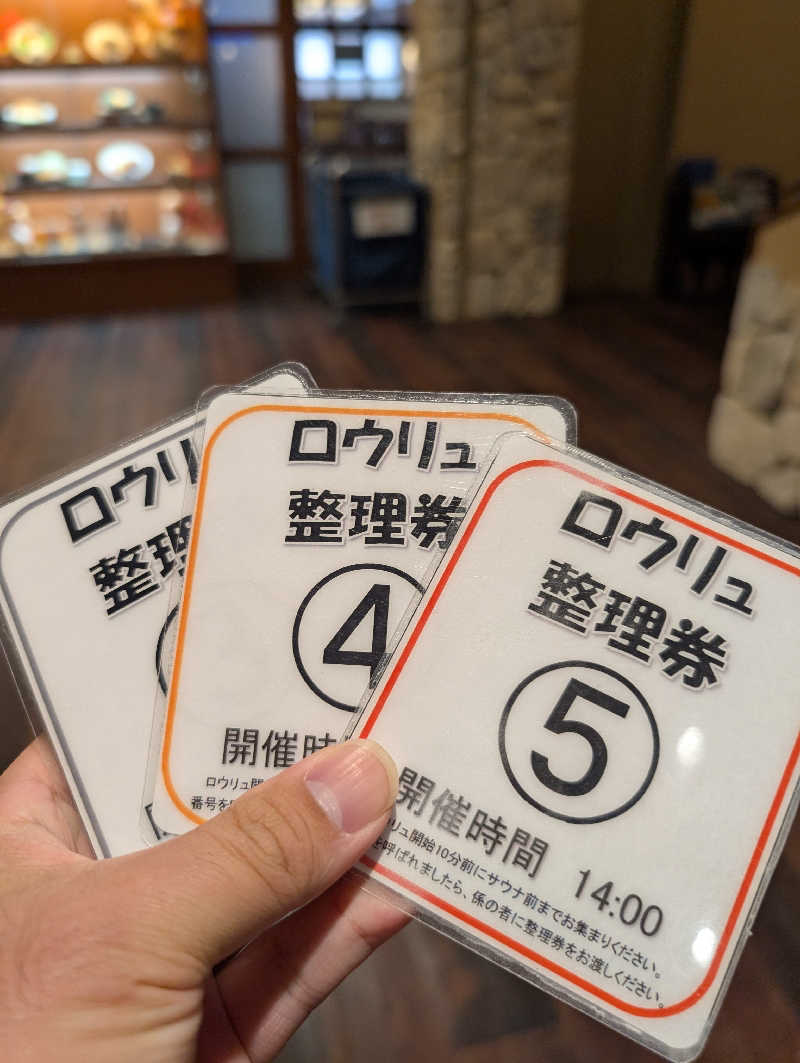 ロウリ
整理
ロウリュ
整理券
④
開催時
ロウリュ開
番号を
ロウリュ
整理券
⑤
開催時間 14:00
リュ開始10分前にサウナ前までお集まりください。
呼ばれましたら、係の者に整理券をお渡しください。